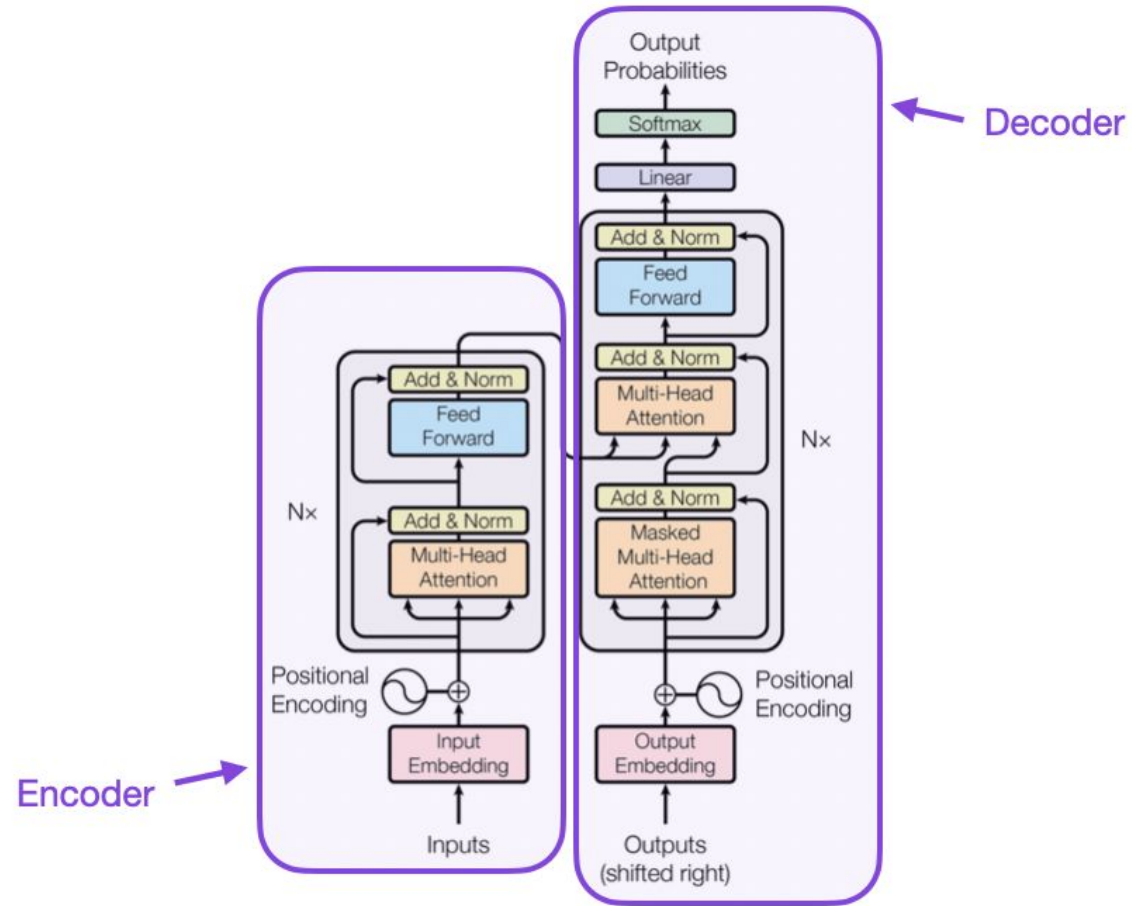 Output
Probabilities
Softmax
Linear
Add & Norm
Feed
Forward
Add & Norm
Multi-Head
Attention
Nx
Add & Norm
Masked
Multi-Head
Attention
Positional
Encoding
Output
Embedding
Outputs
(shifted right)
Decoder
Add & Norm
Feed
Forward
Nx
Add & Norm
Multi-Head
Attention
Positional
Encoding
Input
Embedding
Inputs
Encoder